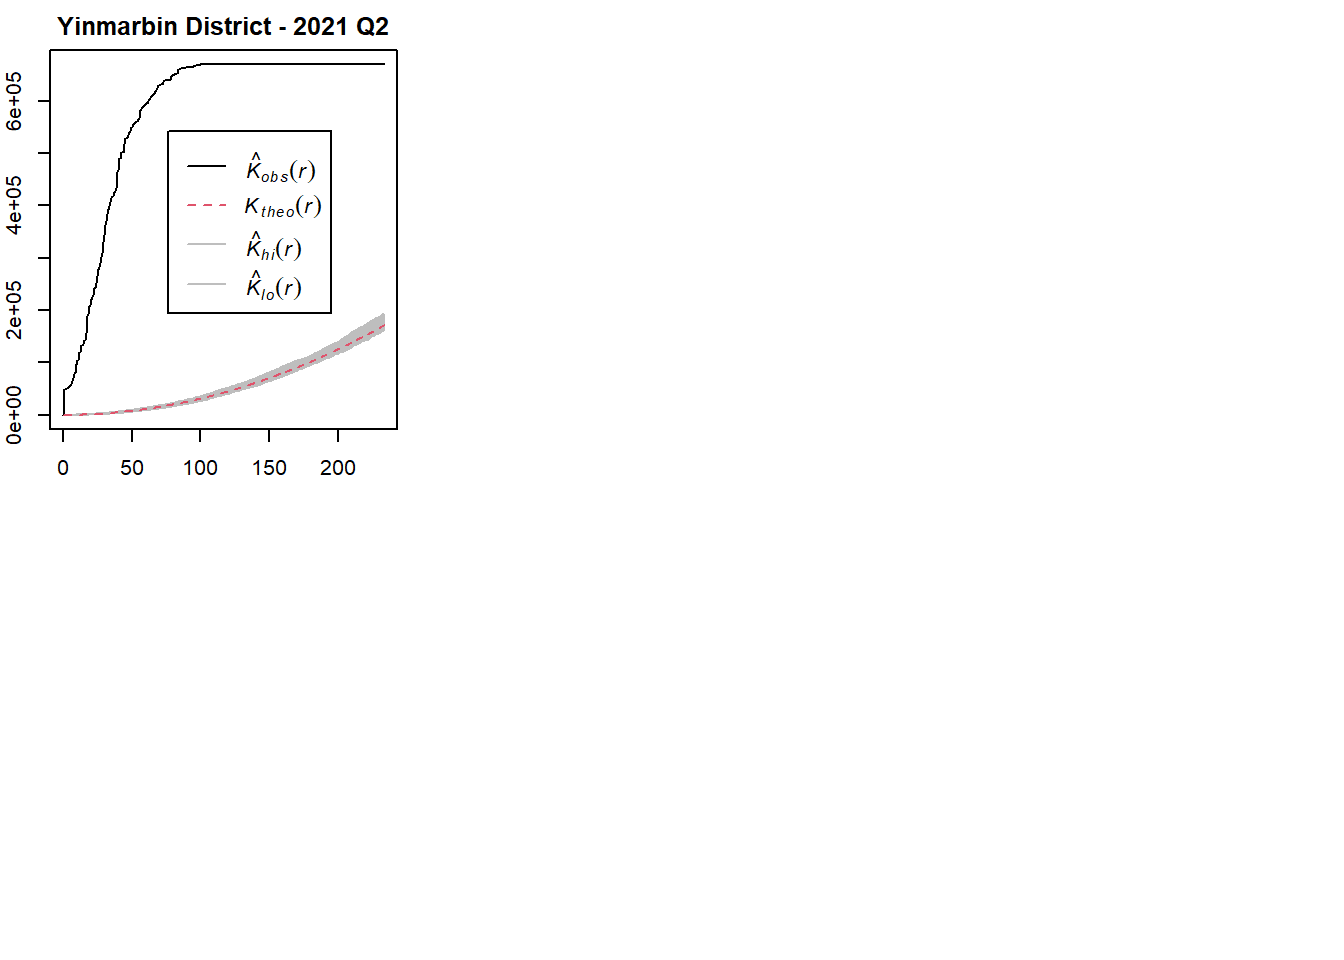 Yinmarbin District - 2021 Q2
6e+05
4e+05
2e+05
0e+00
K̂obs(r)
Ktheo(r)
K̂hi(r)
K̂lo(r)
0 50 100 150 200